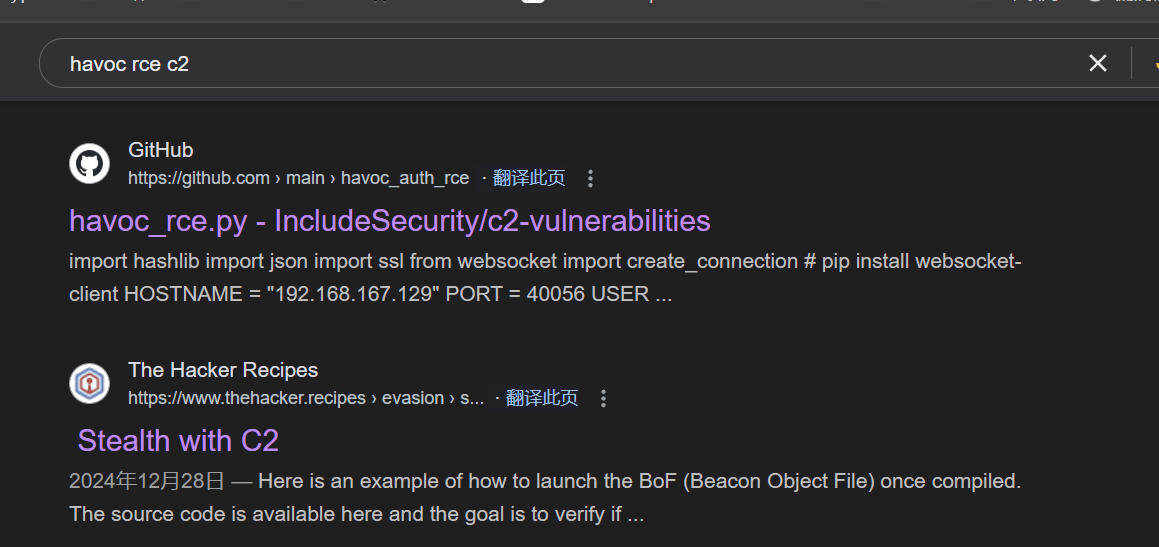 havoc rce c2
GitHub
https://github.com › main › havoc_auth_rce · 翻译此页
havoc_rce.py - IncludeSecurity/c2-vulnerabilities
import hashlib import json import ssl from websocket import create_connection # pip install websocket-
client HOSTNAME = "192.168.167.129" PORT = 40056 USER ...
The Hacker Recipes
https://www.thehacker.recipes › evasion › s... · 翻译此页
Stealth with C2
2024年12月28日 — Here is an example of how to launch the BoF (Beacon Object File) once compiled.
The source code is available here and the goal is to verify if ...